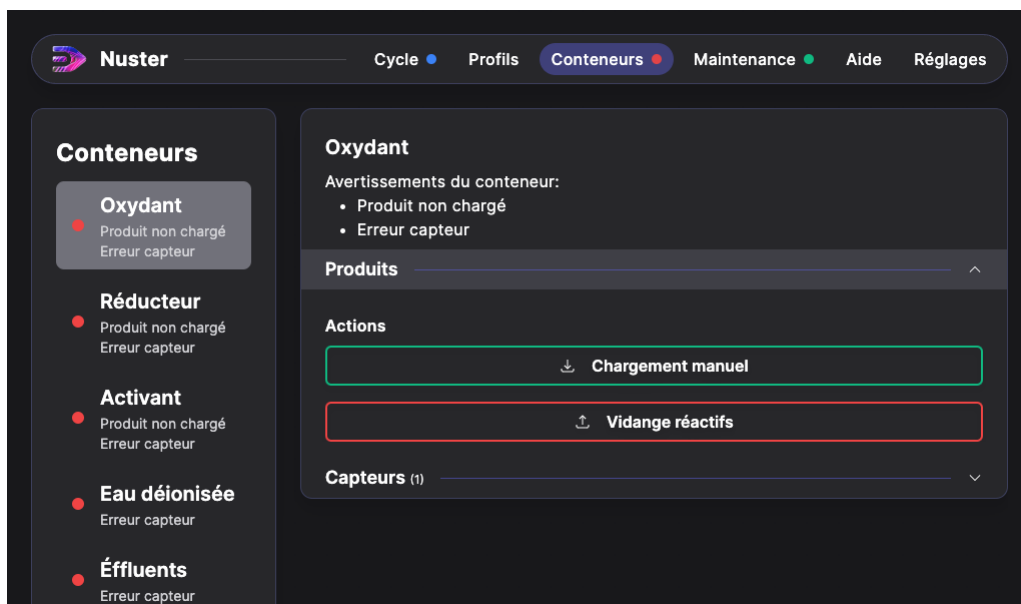 Nuster
Cycle
Profils
Conteneurs
Maintenance
Aide
Réglages
Conteneurs
Oxydant
Produit non chargé
Erreur capteur
Réducteur
Produit non chargé
Erreur capteur
Activant
Produit non chargé
Erreur capteur
Eau déionisée
Erreur capteur
Éffluents
Erreur capteur
Oxydant
Avertissements du conteneur:
• Produit non chargé
• Erreur capteur
Produits
Actions
Chargement manuel
Vidange réactifs
Capteurs (1)